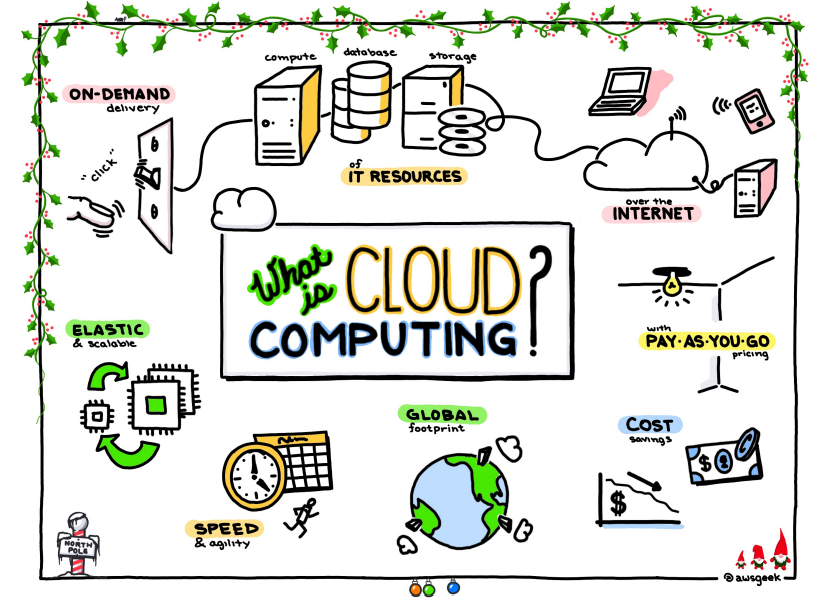 ON-DEMAND
delivery
"click"
compute
database
storage
of
IT RESOURCES
over the
INTERNET
What
is
CLOUD
COMPUTING?
with
PAY-AS-YOU-GO
pricing
ELASTIC
& scalable
GLOBAL
footprint
COST
savings
$
$
SPEED
& agility
NORTH
POLE
@awsgeek